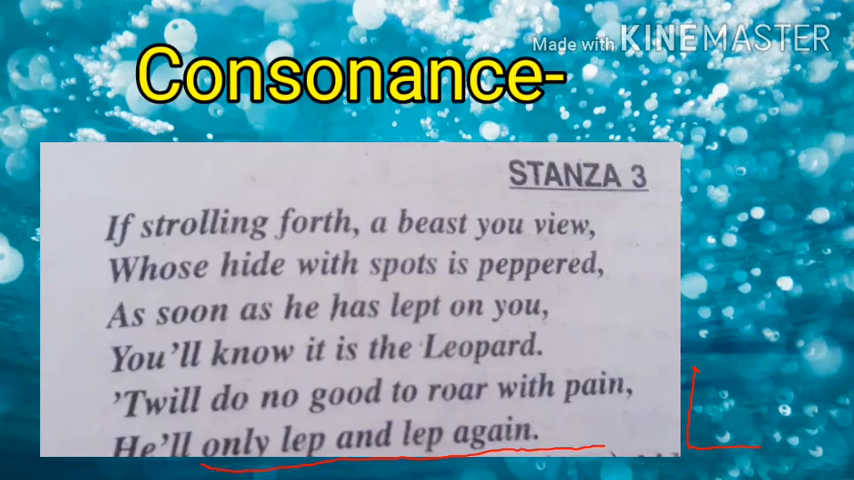 Made with KINEMASTER
Consonance-
STANZA 3
If strolling forth, a beast you view,
Whose hide with spots is peppered,
As soon as he has lept on you,
You'll know it is the Leopard.
'Twill do no good to roar with pain,
He'll only lep and lep again.
L